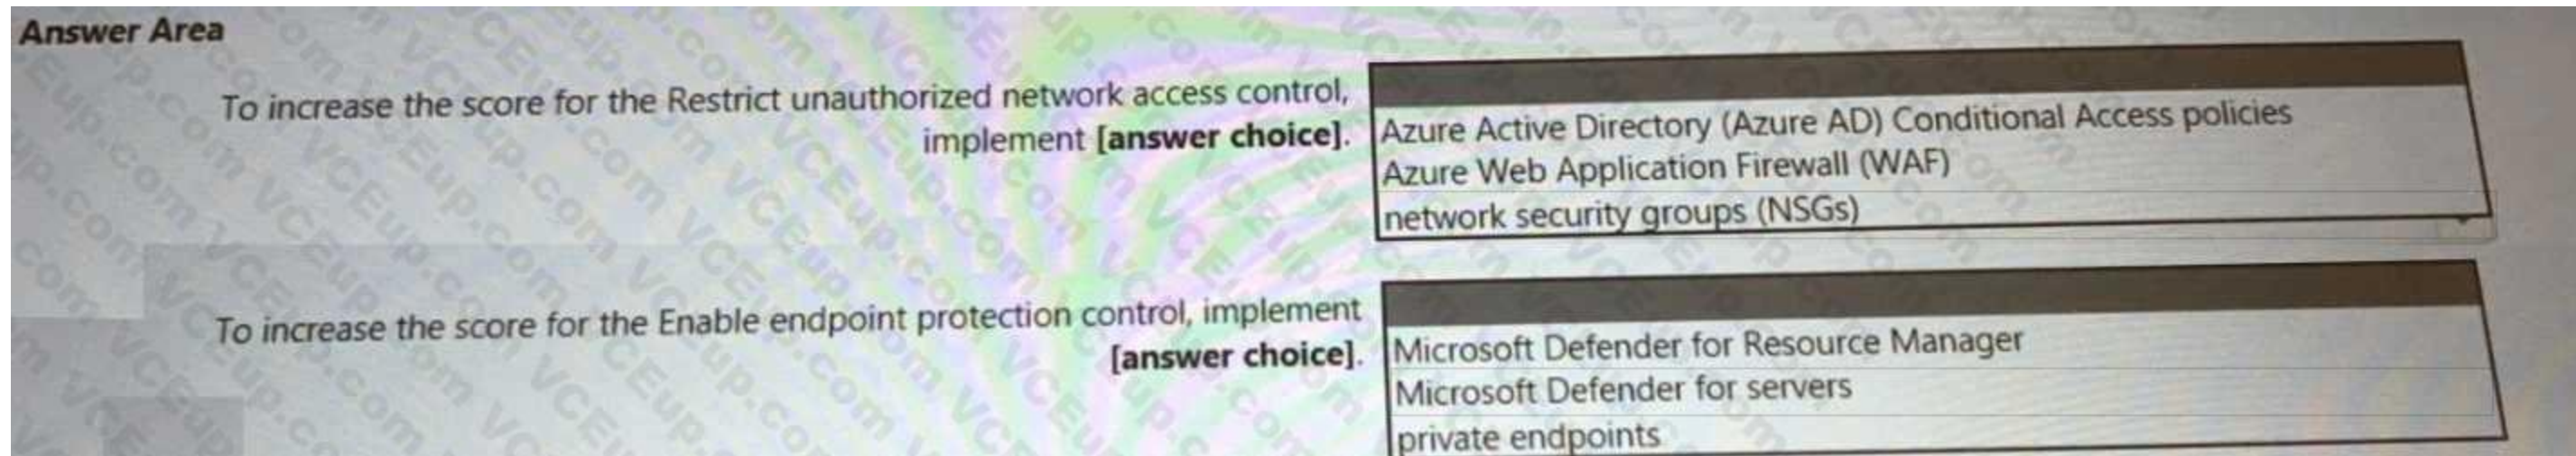 Answer Area
To increase the score for the Restrict unauthorized network access control,
implement [answer choice].
Azure Active Directory (Azure AD) Conditional Access policies
Azure Web Application Firewall (WAF)
network security groups (NSGs)
To increase the score for the Enable endpoint protection control, implement
[answer choice].
Microsoft Defender for Resource Manager
Microsoft Defender for servers
private endpoints
VCEup.com